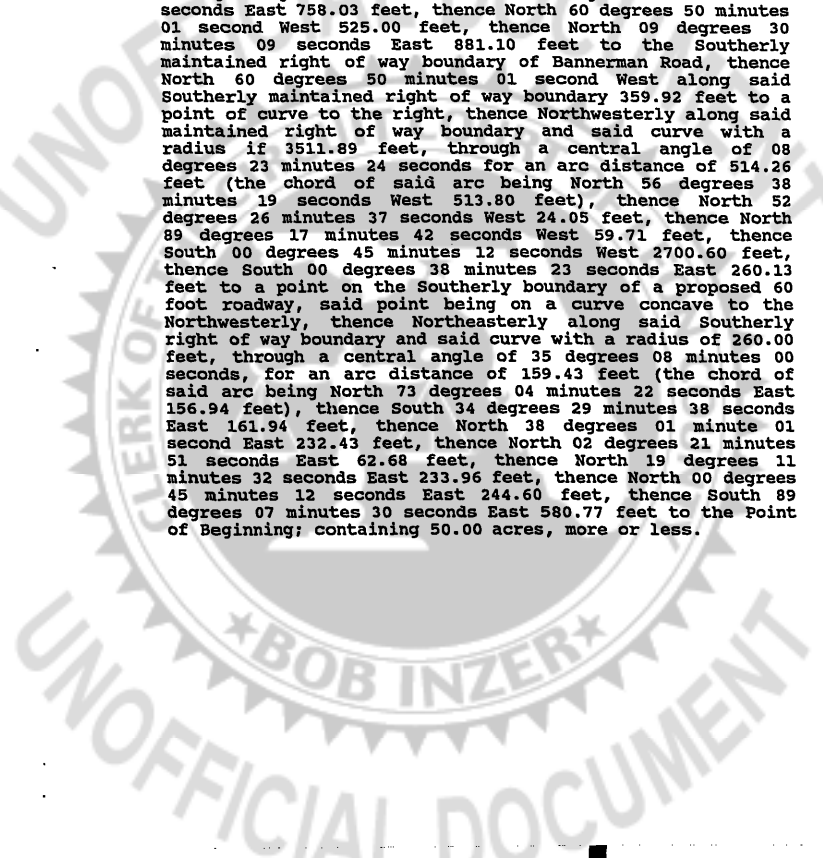 seconds East 758.03 feet, thence North 60 degrees 50 minutes
01 second West 525.00 feet, thence North 09 degrees 30
minutes 09 seconds East 881.10 feet to the Southerly
maintained right of way boundary of Bannerman Road, thence
North 60 degrees 50 minutes 01 second West along said
Southerly maintained right of way boundary 359.92 feet to a
point of curve to the right, thence Northwesterly along said
maintained right of way boundary and said curve with a
radius if 3511.89 feet, through a central angle of 08
degrees 23 minutes 24 seconds for an arc distance of 514.26
feet (the chord of said arc being North 56 degrees 38
minutes 19 seconds West 513.80 feet), thence North 52
degrees 26 minutes 37 seconds West 24.05 feet, thence North
89 degrees 17 minutes 42 seconds West 59.71 feet, thence
South 00 degrees 45 minutes 12 seconds West 2700.60 feet,
thence South 00 degrees 38 minutes 23 seconds East 260.13
feet to a point on the Southerly boundary of a proposed 60
foot roadway, said point being on a curve concave to the
Northwesterly, thence Northeasterly along said Southerly
right of way boundary and said curve with a radius of 260.00
feet, through a central angle of 35 degrees 08 minutes 00
seconds, for an arc distance of 159.43 feet (the chord of
said arc being North 73 degrees 04 minutes 22 seconds East
156.94 feet), thence South 34 degrees 29 minutes 38 seconds
East 161.94 feet, thence North 38 degrees 01 minute 01
second East 232.43 feet, thence North 02 degrees 21 minutes
51 seconds East 62.68 feet, thence North 19 degrees 11
minutes 32 seconds East 233.96 feet, thence North 00 degrees
45 minutes 12 seconds East 244.60 feet, thence South 89
degrees 07 minutes 30 seconds East 580.77 feet to the Point
of Beginning; containing 50.00 acres, more or less.
CLERK OF
BOB INZER
UNOFFICIAL DOCUMENT